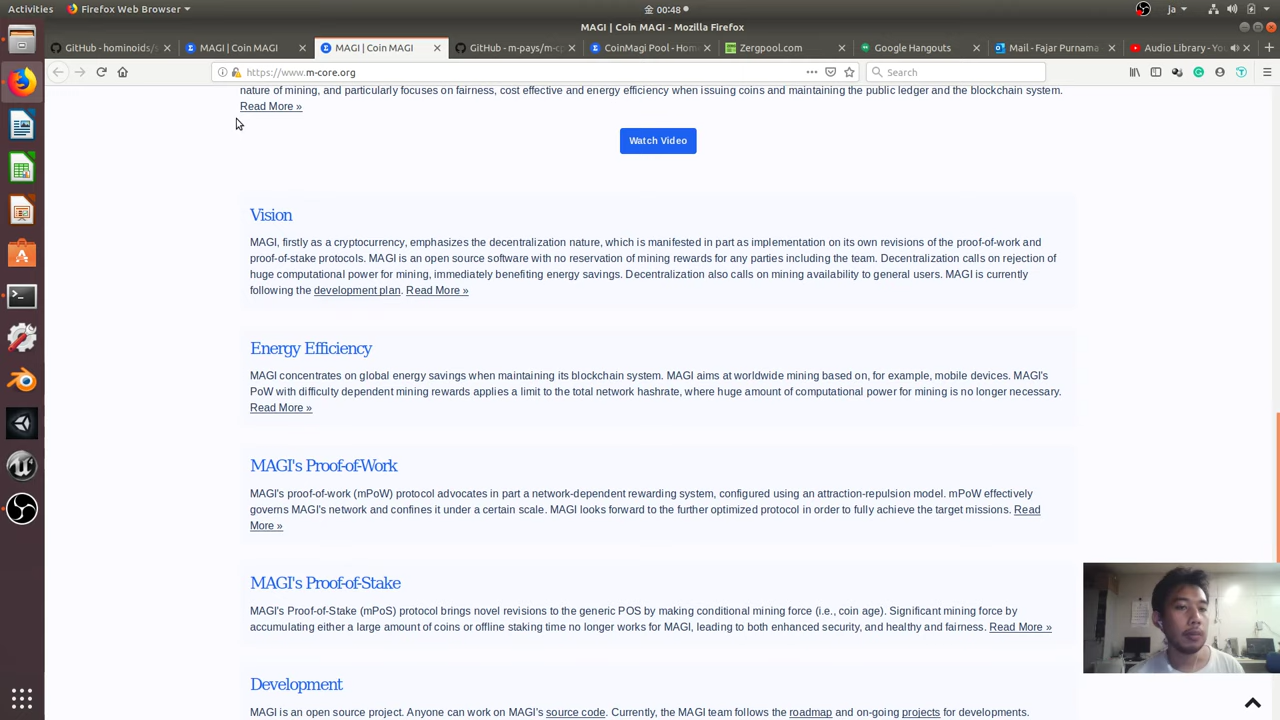 Activities
Firefox Web Browser
金 00:48
ja
MAGI | Coin MAGI - Mozilla Firefox
GitHub - hominoids/s
MAGI | Coin MAGI
MAGI | Coin MAGI
GitHub - m-pays/m-cp
CoinMagi Pool - Home
Zergpool.com
Google Hangouts
Mail - Fajar Purnama
Audio Library - You
https://www.m-core.org
Search
nature of mining, and particularly focuses on fairness, cost effective and energy efficiency when issuing coins and maintaining the public ledger and the blockchain system.
Read More »
Watch Video
Vision
MAGI, firstly as a cryptocurrency, emphasizes the decentralization nature, which is manifested in part as implementation on its own revisions of the proof-of-work and
proof-of-stake protocols. MAGI is an open source software with no reservation of mining rewards for any parties including the team. Decentralization calls on rejection of
huge computational power for mining, immediately benefiting energy savings. Decentralization also calls on mining availability to general users. MAGI is currently
following the development plan. Read More »
Energy Efficiency
MAGI concentrates on global energy savings when maintaining its blockchain system. MAGI aims at worldwide mining based on, for example, mobile devices. MAGI's
PoW with difficulty dependent mining rewards applies a limit to the total network hashrate, where huge amount of computational power for mining is no longer necessary.
Read More »
MAGI's Proof-of-Work
MAGI's proof-of-work (mPoW) protocol advocates in part a network-dependent rewarding system, configured using an attraction-repulsion model. mPoW effectively
governs MAGI's network and confines it under a certain scale. MAGI looks forward to the further optimized protocol in order to fully achieve the target missions. Read
More »
MAGI's Proof-of-Stake
MAGI's Proof-of-Stake (mPoS) protocol brings novel revisions to the generic POS by making conditional mining force (i.e., coin age). Significant mining force by
accumulating either a large amount of coins or offline staking time no longer works for MAGI, leading to both enhanced security, and healthy and fairness. Read More »
Development
MAGI is an open source project. Anyone can work on MAGI's source code. Currently, the MAGI team follows the roadmap and on-going projects for developments.